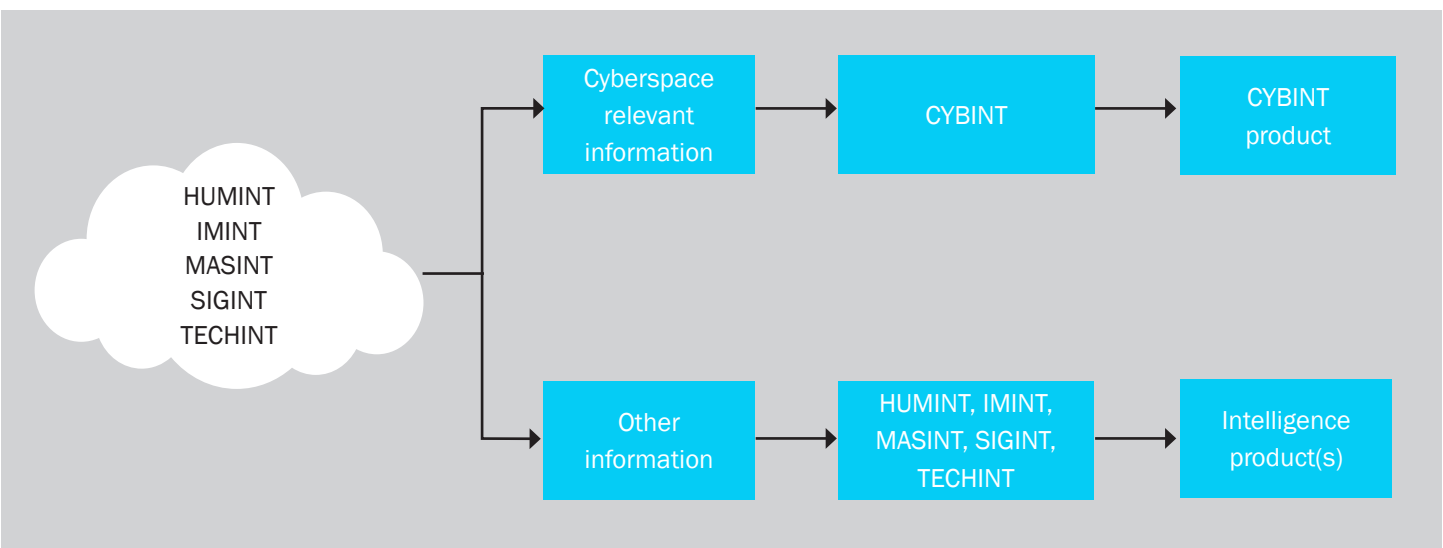 HUMINT
IMINT
MASINT
SIGINT
TECHINT
Cyberspace
relevant
information
CYBINT
CYBINT
product
Other
information
HUMINT, IMINT,
MASINT, SIGINT,
TECHINT
Intelligence
product(s)